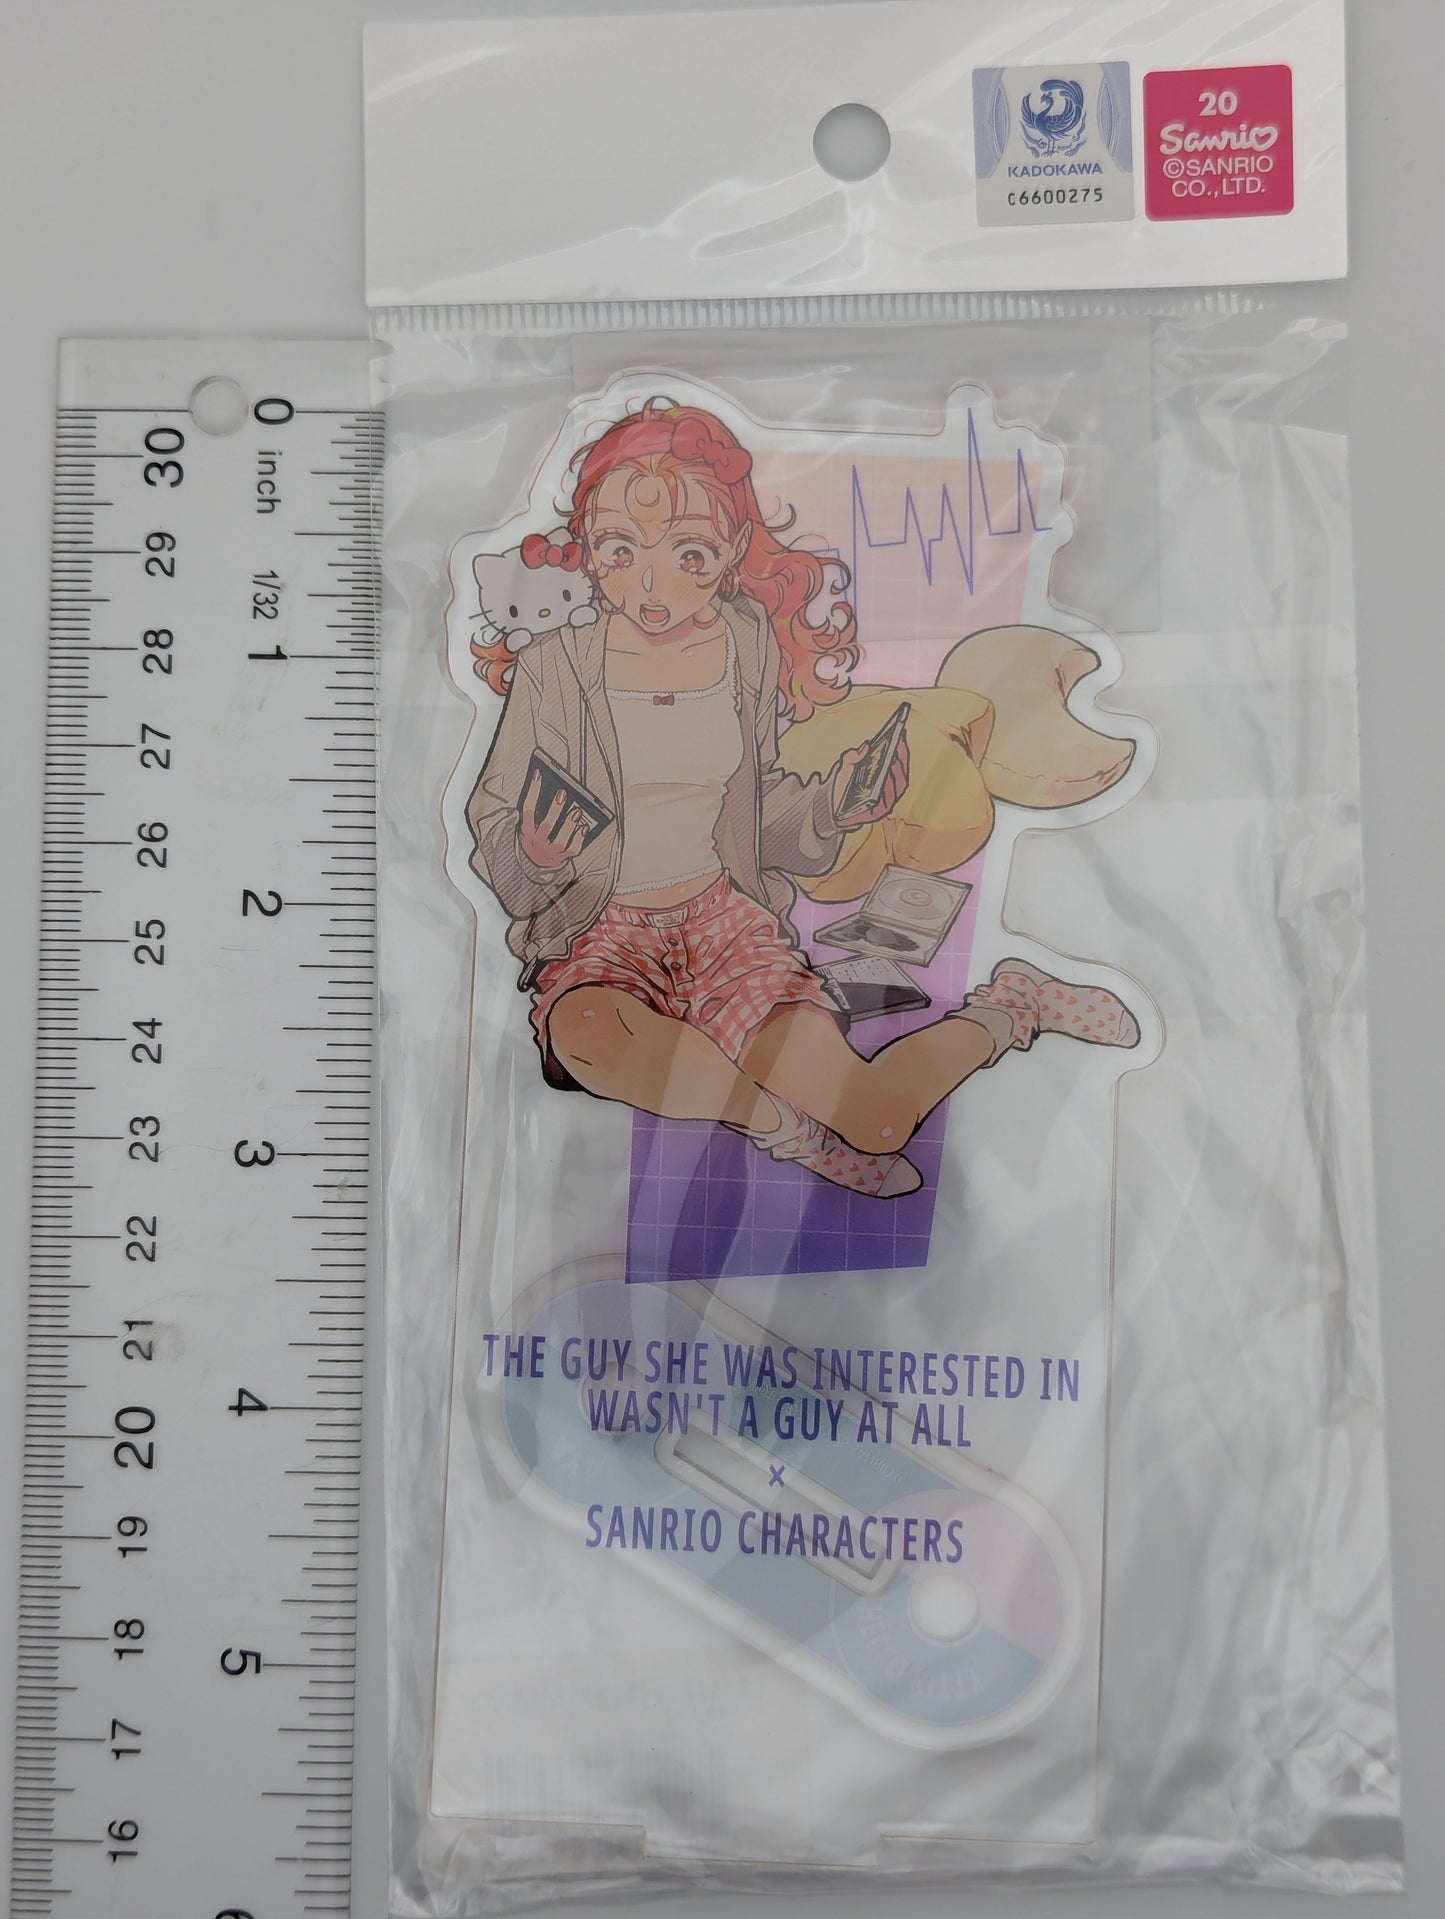 KADOKAWA
C6600275
20
Sanrio
©SANRIO
CO.,LTD.
0
inch
1/32
1
2
3
4
5
6
30
29
28
27
26
25
24
23
22
21
20
19
18
17
16
THE GUY SHE WAS INTERESTED IN
WASN'T A GUY AT ALL
×
SANRIO CHARACTERS